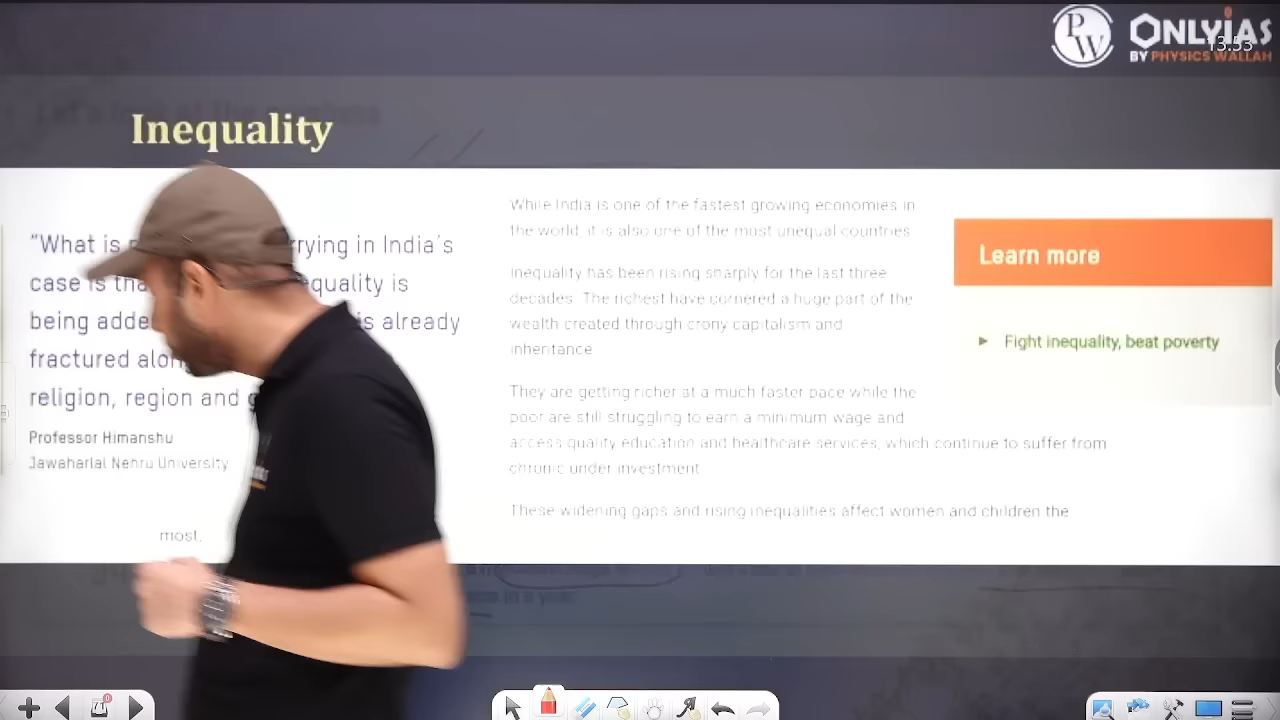 PW
ONLYIAS
13:53
BY PHYSICS WALLAH
Inequality
"What is rrying in India's
case is tha equality is
being adde is already
fractured along
religion, region and g
Professor Himanshu
Jawaharlal Nehru University
most.
While India is one of the fastest growing economies in
the world, it is also one of the most unequal countries
Inequality has been rising sharply for the last three
decades. The richest have cornered a huge part of the
wealth created through crony capitalism and
inheritance
They are getting richer at a much faster pace while the
poor are still struggling to earn a minimum wage and
access quality education and healthcare services, which continue to suffer from
chronic under investment
These widening gaps and rising inequalities affect women and children the
Learn more
Fight inequality, beat poverty